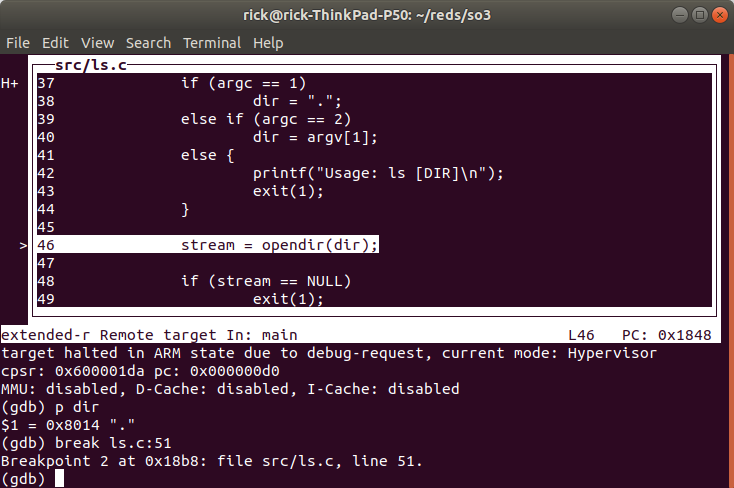 rick@rick-ThinkPad-P50: ~/reds/so3
File Edit View Search Terminal Help
src/ls.c
H+ 37 if (argc == 1)
38 dir = ".";
39 else if (argc == 2)
40 dir = argv[1];
41 else {
42 printf("Usage: ls [DIR]\n");
43 exit(1);
44 }
45
> 46 stream = opendir(dir);
47
48 if (stream == NULL)
49 exit(1);
extended-r Remote target In: main L46 PC: 0x1848
target halted in ARM state due to debug-request, current mode: Hypervisor
cpsr: 0x600001da pc: 0x000000d0
MMU: disabled, D-Cache: disabled, I-Cache: disabled
(gdb) p dir
$1 = 0x8014 "."
(gdb) break ls.c:51
Breakpoint 2 at 0x18b8: file src/ls.c, line 51.
(gdb)